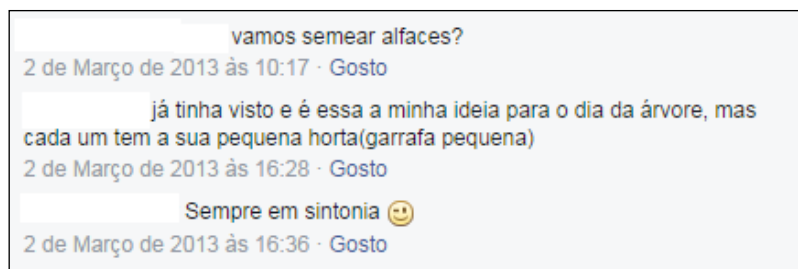 vamos semear alfaces?
2 de Março de 2013 às 10:17 · Gosto
já tinha visto e é essa a minha ideia para o dia da árvore, mas
cada um tem a sua pequena horta(garrafa pequena)
2 de Março de 2013 às 16:28 · Gosto
Sempre em sintonia
2 de Março de 2013 às 16:36 · Gosto